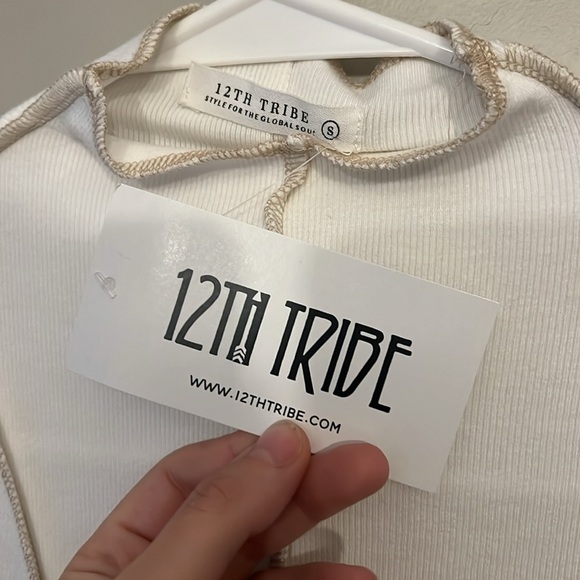 12TH TRIBE
STYLE FOR THE GLOBAL SOUL
S
12TH TRIBE
WWW.12THTRIBE.COM